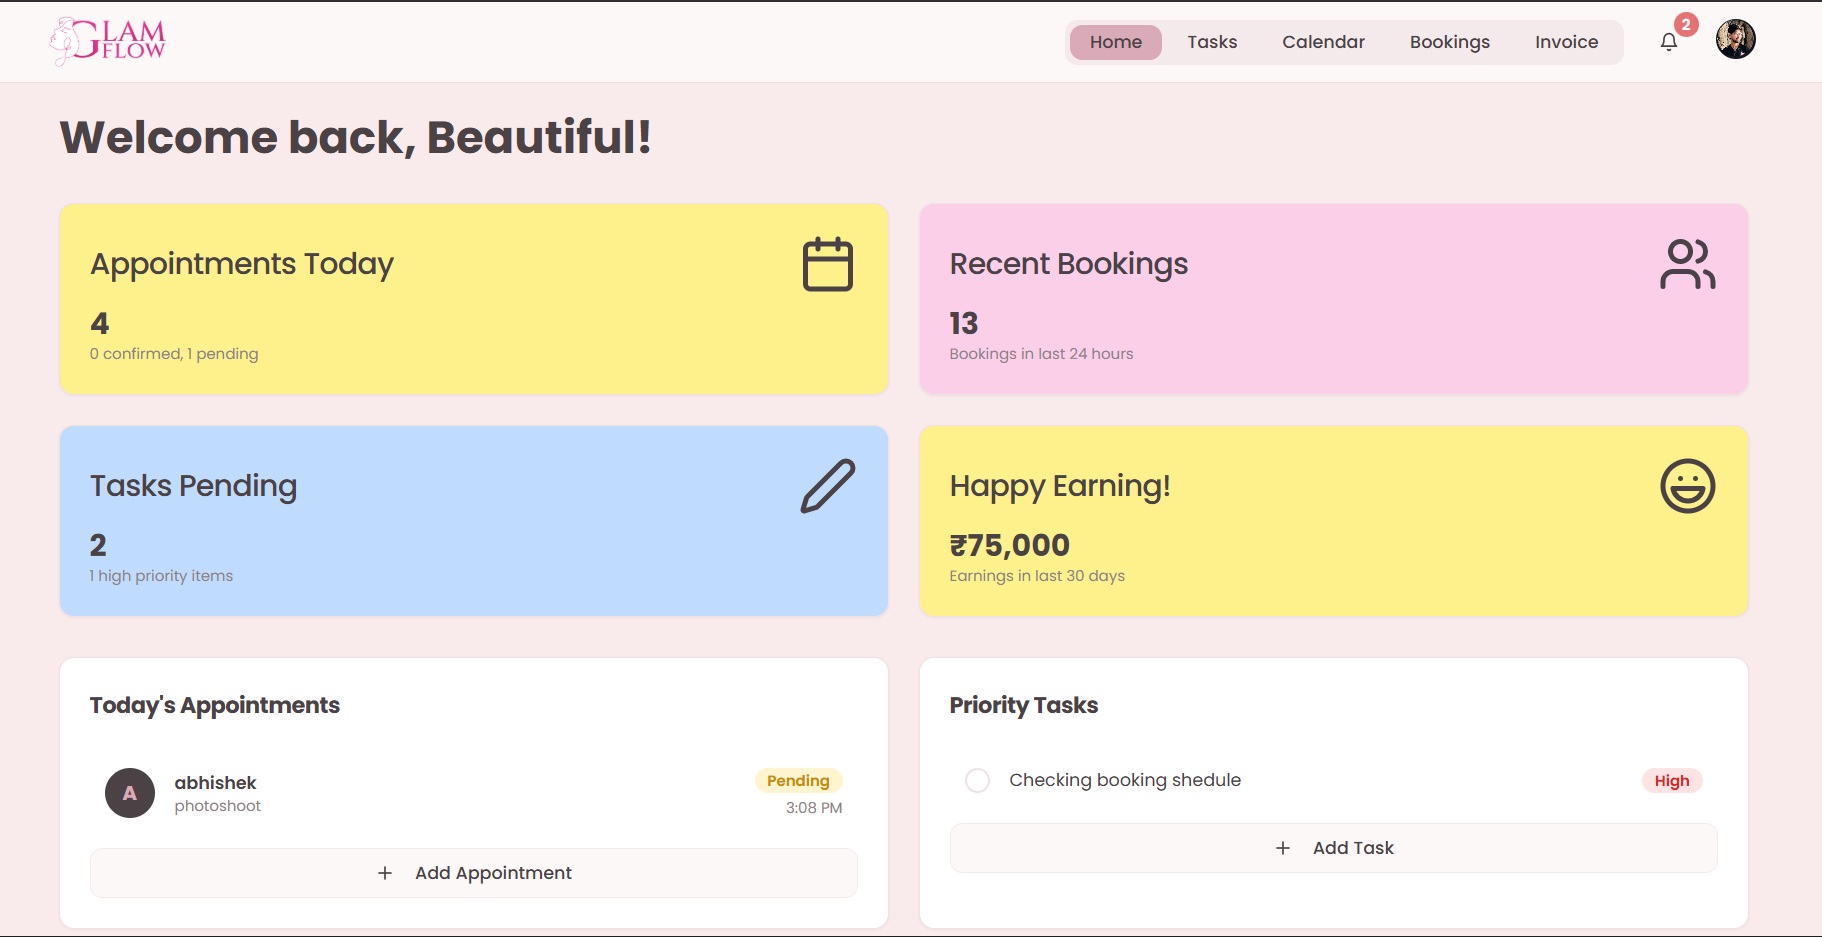 GLAM
FLOW
Home
Tasks
Calendar
Bookings
Invoice
2
Welcome back, Beautiful!
Appointments Today
4
0 confirmed, 1 pending
Recent Bookings
13
Bookings in last 24 hours
Tasks Pending
2
1 high priority items
Happy Earning!
₹75,000
Earnings in last 30 days
Today's Appointments
A
abhishek
photoshoot
Pending
3:08 PM
+ Add Appointment
Priority Tasks
Checking booking shedule
High
+ Add Task